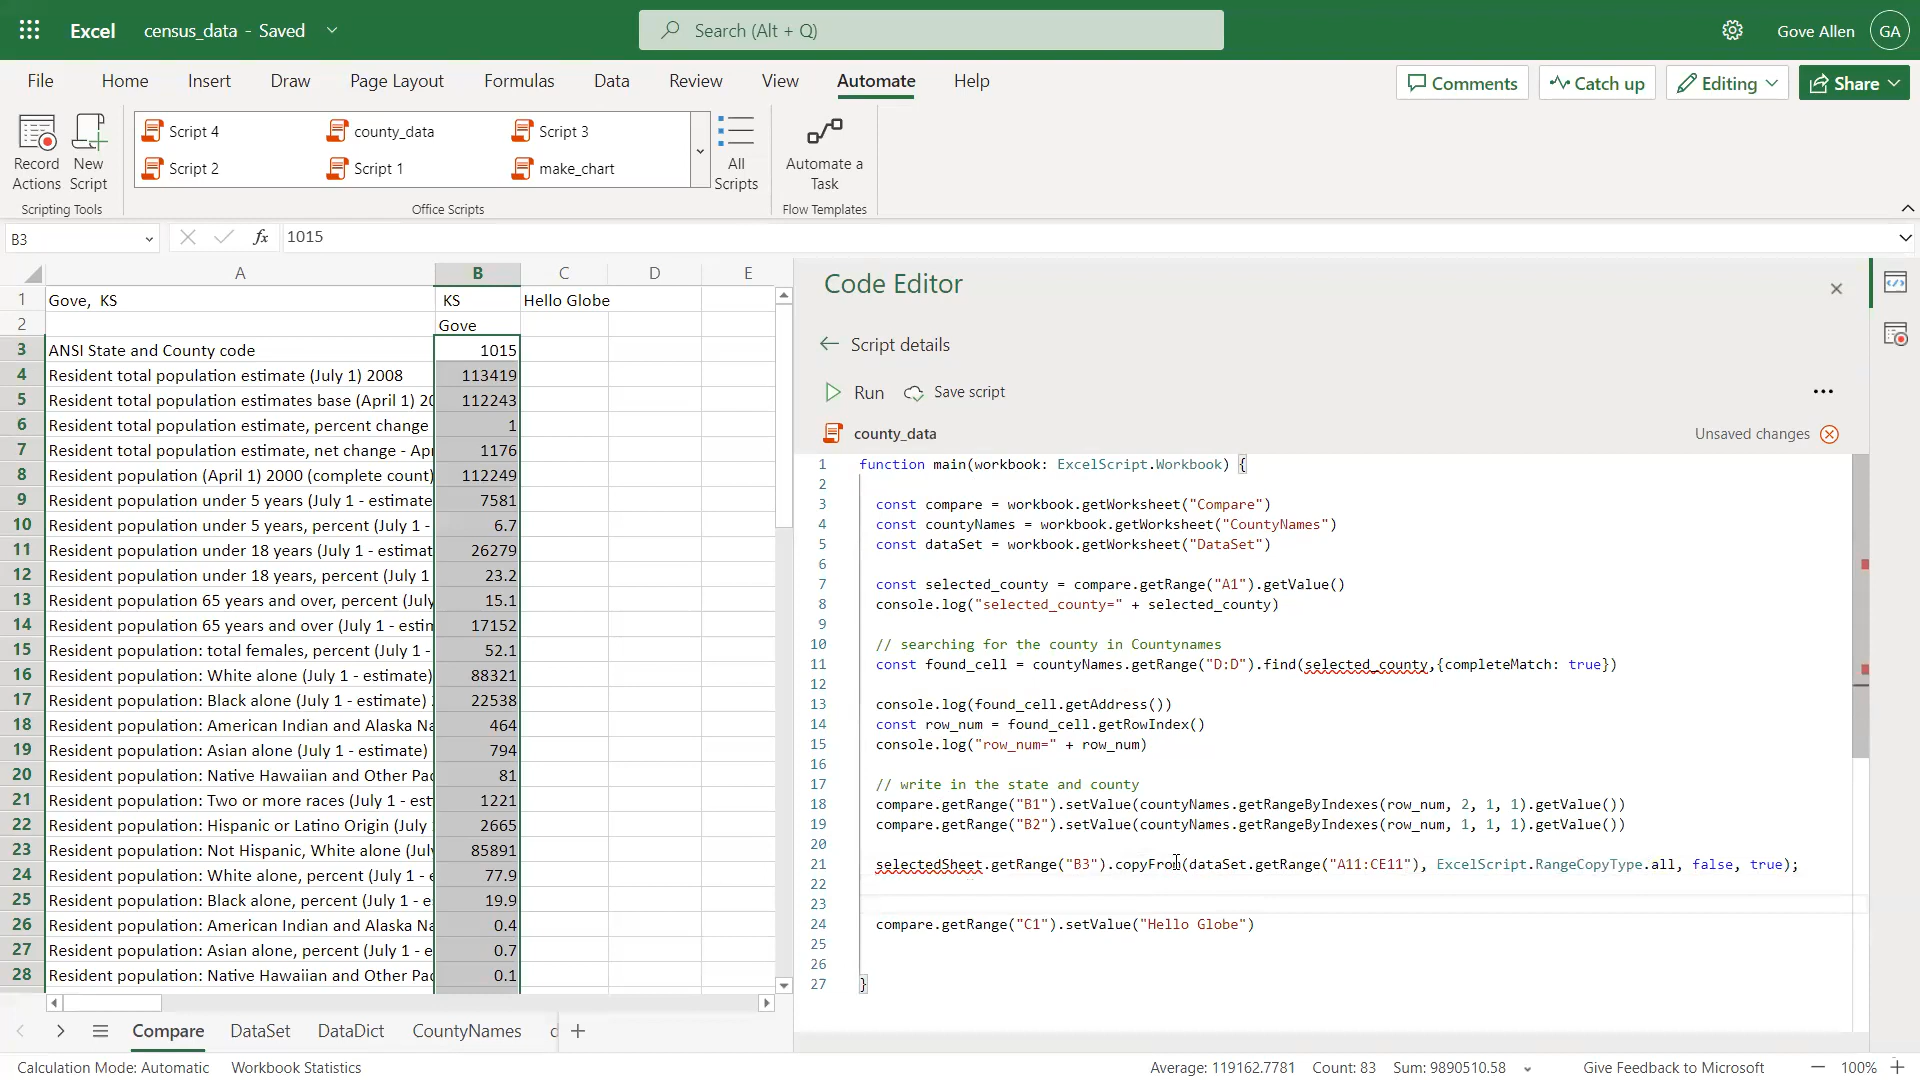 Excel census_data - Saved Search (Alt + Q) Gove Allen GA
File Home Insert Draw Page Layout Formulas Data Review View Automate Help Comments Catch up Editing Share
Script 4 county_data Script 3
Script 2 Script 1 make_chart
Record Actions
New Script
All Scripts
Automate a Task
Scripting Tools Office Scripts Flow Templates
B3 fx 1015
A B C D E
1 Gove, KS KS Hello Globe
2 Gove
3 ANSI State and County code 1015
4 Resident total population estimate (July 1) 2008 113419
5 Resident total population estimates base (April 1) 20 112243
6 Resident total population estimate, percent change 1
7 Resident total population estimate, net change - Apr 1176
8 Resident population (April 1) 2000 (complete count) 112249
9 Resident population under 5 years (July 1 - estimate 7581
10 Resident population under 5 years, percent (July 1 - 6.7
11 Resident population under 18 years (July 1 - estimat 26279
12 Resident population under 18 years, percent (July 1 23.2
13 Resident population 65 years and over, percent (July 15.1
14 Resident population 65 years and over (July 1 - estim 17152
15 Resident population: total females, percent (July 1 - 52.1
16 Resident population: White alone (July 1 - estimate) 88321
17 Resident population: Black alone (July 1 - estimate) 22538
18 Resident population: American Indian and Alaska Na 464
19 Resident population: Asian alone (July 1 - estimate) 794
20 Resident population: Native Hawaiian and Other Pac 81
21 Resident population: Two or more races (July 1 - est 1221
22 Resident population: Hispanic or Latino Origin (July 2665
23 Resident population: Not Hispanic, White alone (Jul 85891
24 Resident population: White alone, percent (July 1 - e 77.9
25 Resident population: Black alone, percent (July 1 - e 19.9
26 Resident population: American Indian and Alaska Na 0.4
27 Resident population: Asian alone, percent (July 1 - e 0.7
28 Resident population: Native Hawaiian and Other Pac 0.1
Compare DataSet DataDict CountyNames
Code Editor
Script details
Run Save script
county_data Unsaved changes
1 function main(workbook: ExcelScript.Workbook) {
2
3 const compare = workbook.getWorksheet("Compare")
4 const countyNames = workbook.getWorksheet("CountyNames")
5 const dataSet = workbook.getWorksheet("DataSet")
6
7 const selected_county = compare.getRange("A1").getValue()
8 console.log("selected_county=" + selected_county)
9
10 // searching for the county in Countynames
11 const found_cell = countyNames.getRange("D:D").find(selected_county,{completeMatch: true})
12
13 console.log(found_cell.getAddress())
14 const row_num = found_cell.getRowIndex()
15 console.log("row_num=" + row_num)
16
17 // write in the state and county
18 compare.getRange("B1").setValue(countyNames.getRangeByIndexes(row_num, 2, 1, 1).getValue())
19 compare.getRange("B2").setValue(countyNames.getRangeByIndexes(row_num, 1, 1, 1).getValue())
20
21 selectedSheet.getRange("B3").copyFrom(dataSet.getRange("A11:CE11"), ExcelScript.RangeCopyType.all, false, true);
22
23
24 compare.getRange("C1").setValue("Hello Globe")
25
26
27 }
Calculation Mode: Automatic Workbook Statistics Average: 119162.7781 Count: 83 Sum: 9890510.58 Give Feedback to Microsoft 100%